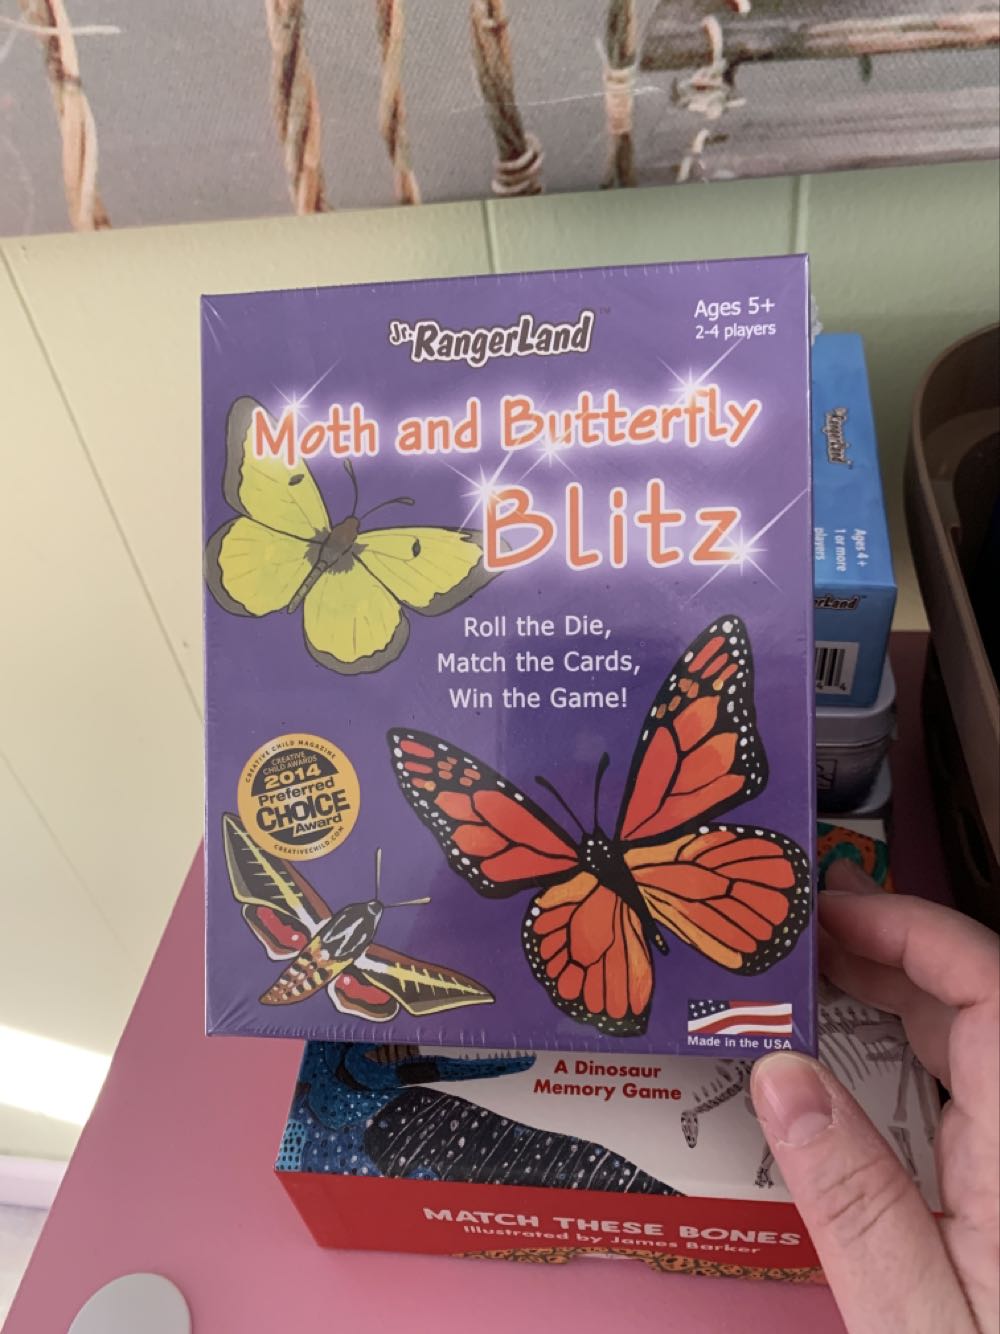 Jr. RangerLand™
Ages 5+
2-4 players
Moth and Butterfly
Blitz
Roll the Die,
Match the Cards,
Win the Game!
CREATIVE CHILD MAGAZINE
CREATIVE
CHILD AWARDS
2014
Preferred
CHOICE
Award
CREATIVECHILD.COM
Made in the USA
Ages 4+
1 or more
players
A Dinosaur
Memory Game
MATCH THESE BONES
Illustrated by James Barker